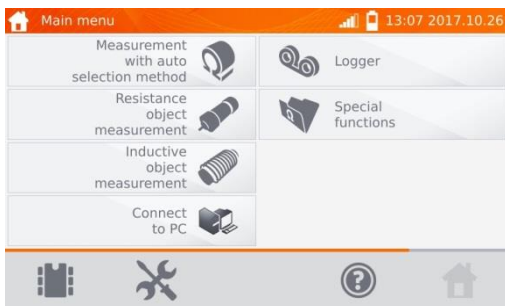 Main menu
13:07 2017.10.26
Measurement
with auto
selection method
Logger
Resistance
object
measurement
Special
functions
Inductive
object
measurement
Connect
to PC